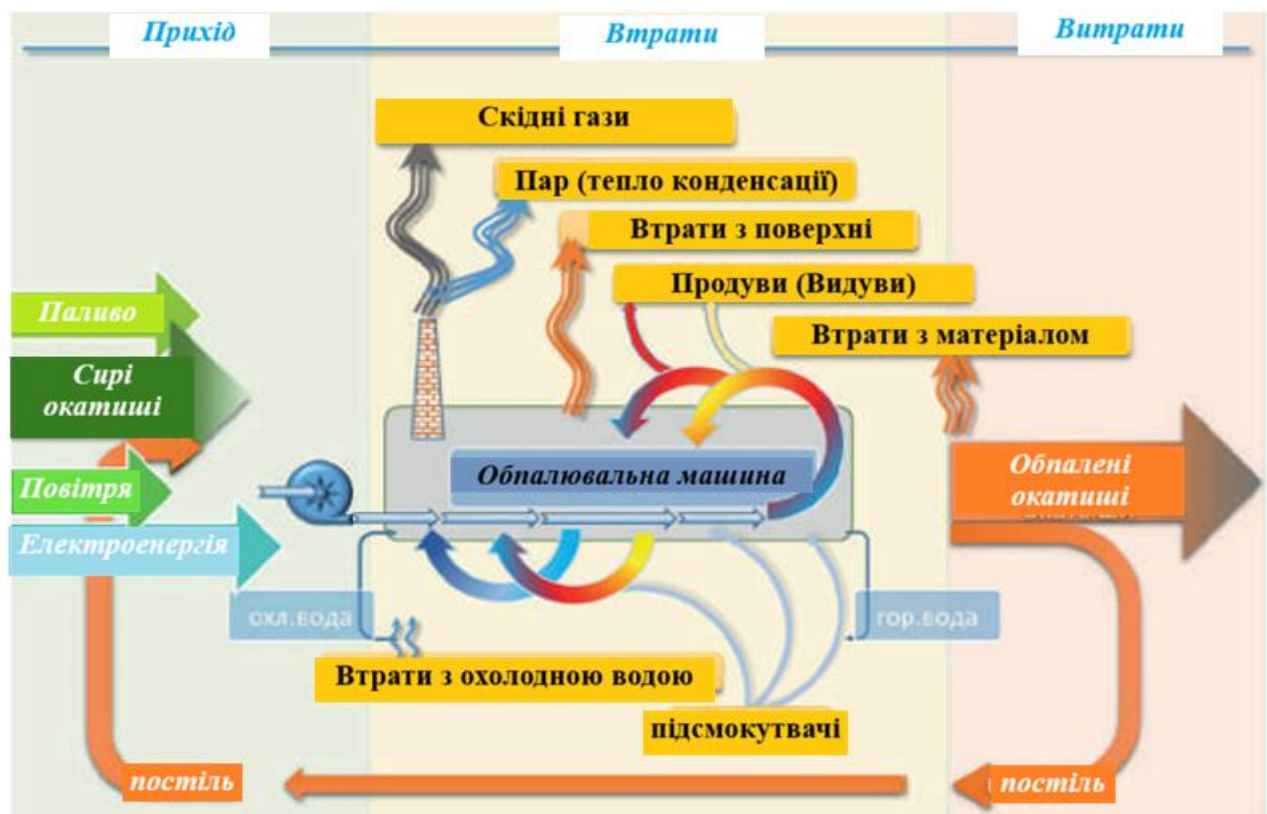 Прихід
Втрати
Витрати
Скідні гази
Пар (тепло конденсації)
Втрати з поверхні
Продуви (Видуви)
Втрати з матеріалом
Паливо
Сирі
окатиші
Повітря
Електроенергія
Обпалювальна машина
Обпалені
окатиші
охл.вода
гор.вода
Втрати з охолодною водою
підсмокутвачі
постіль
постіль